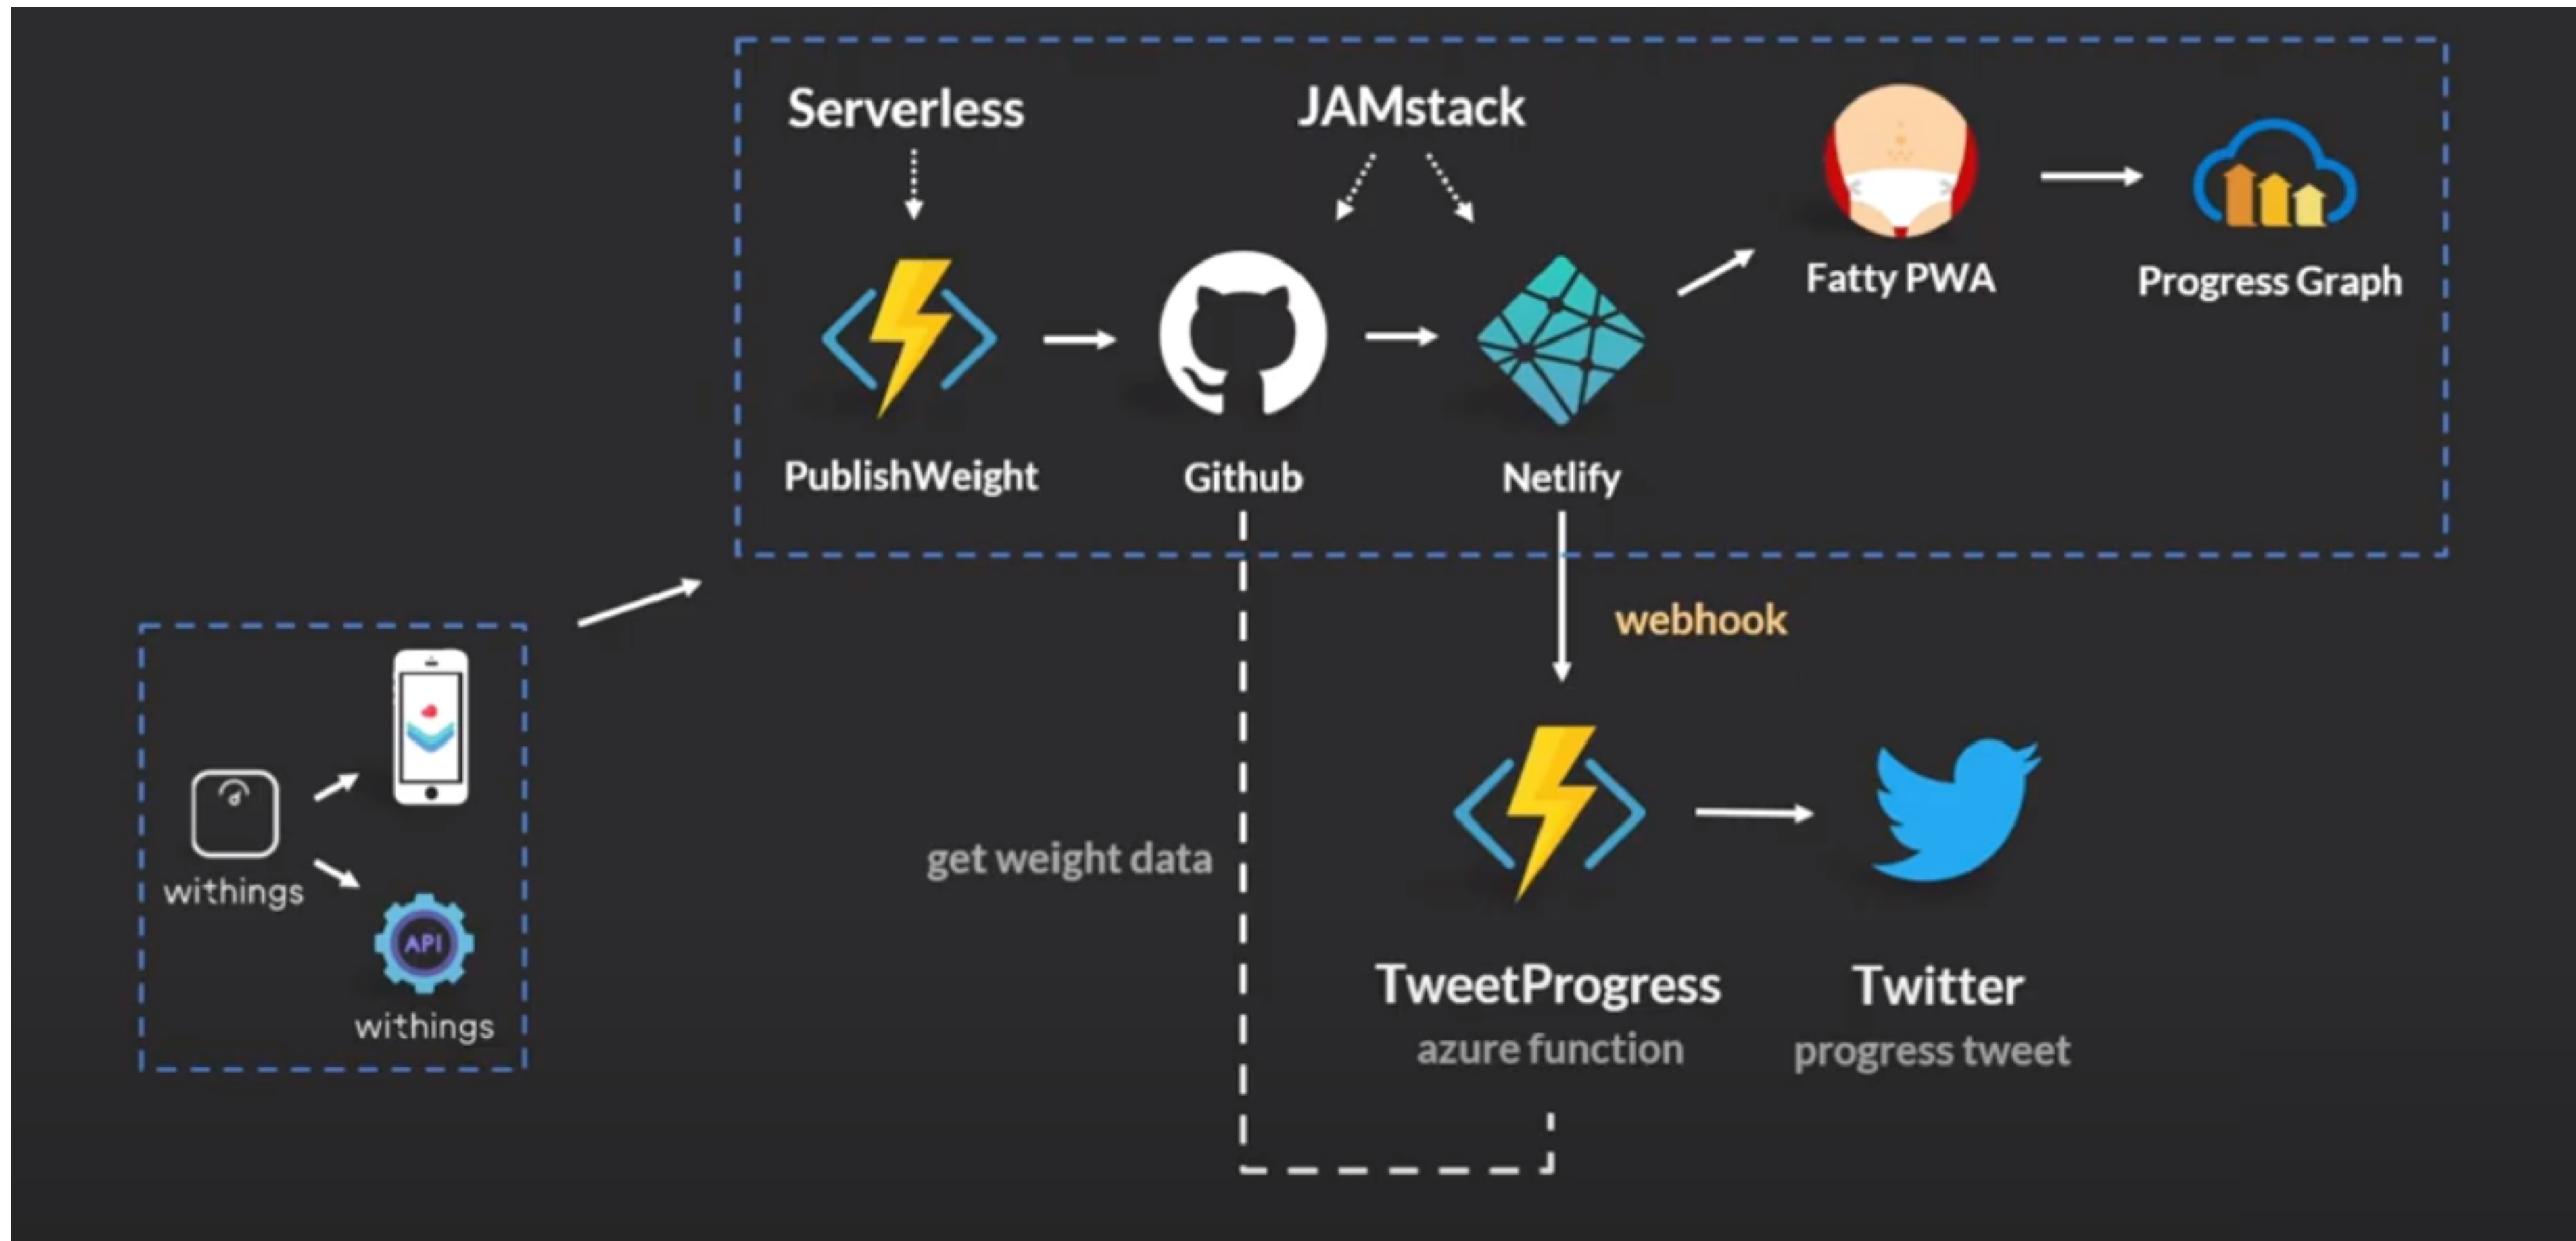 Serverless
JAMstack
Fatty PWA
Progress Graph
PublishWeight
Github
Netlify
webhook
withings
API
withings
get weight data
TweetProgress
azure function
Twitter
progress tweet